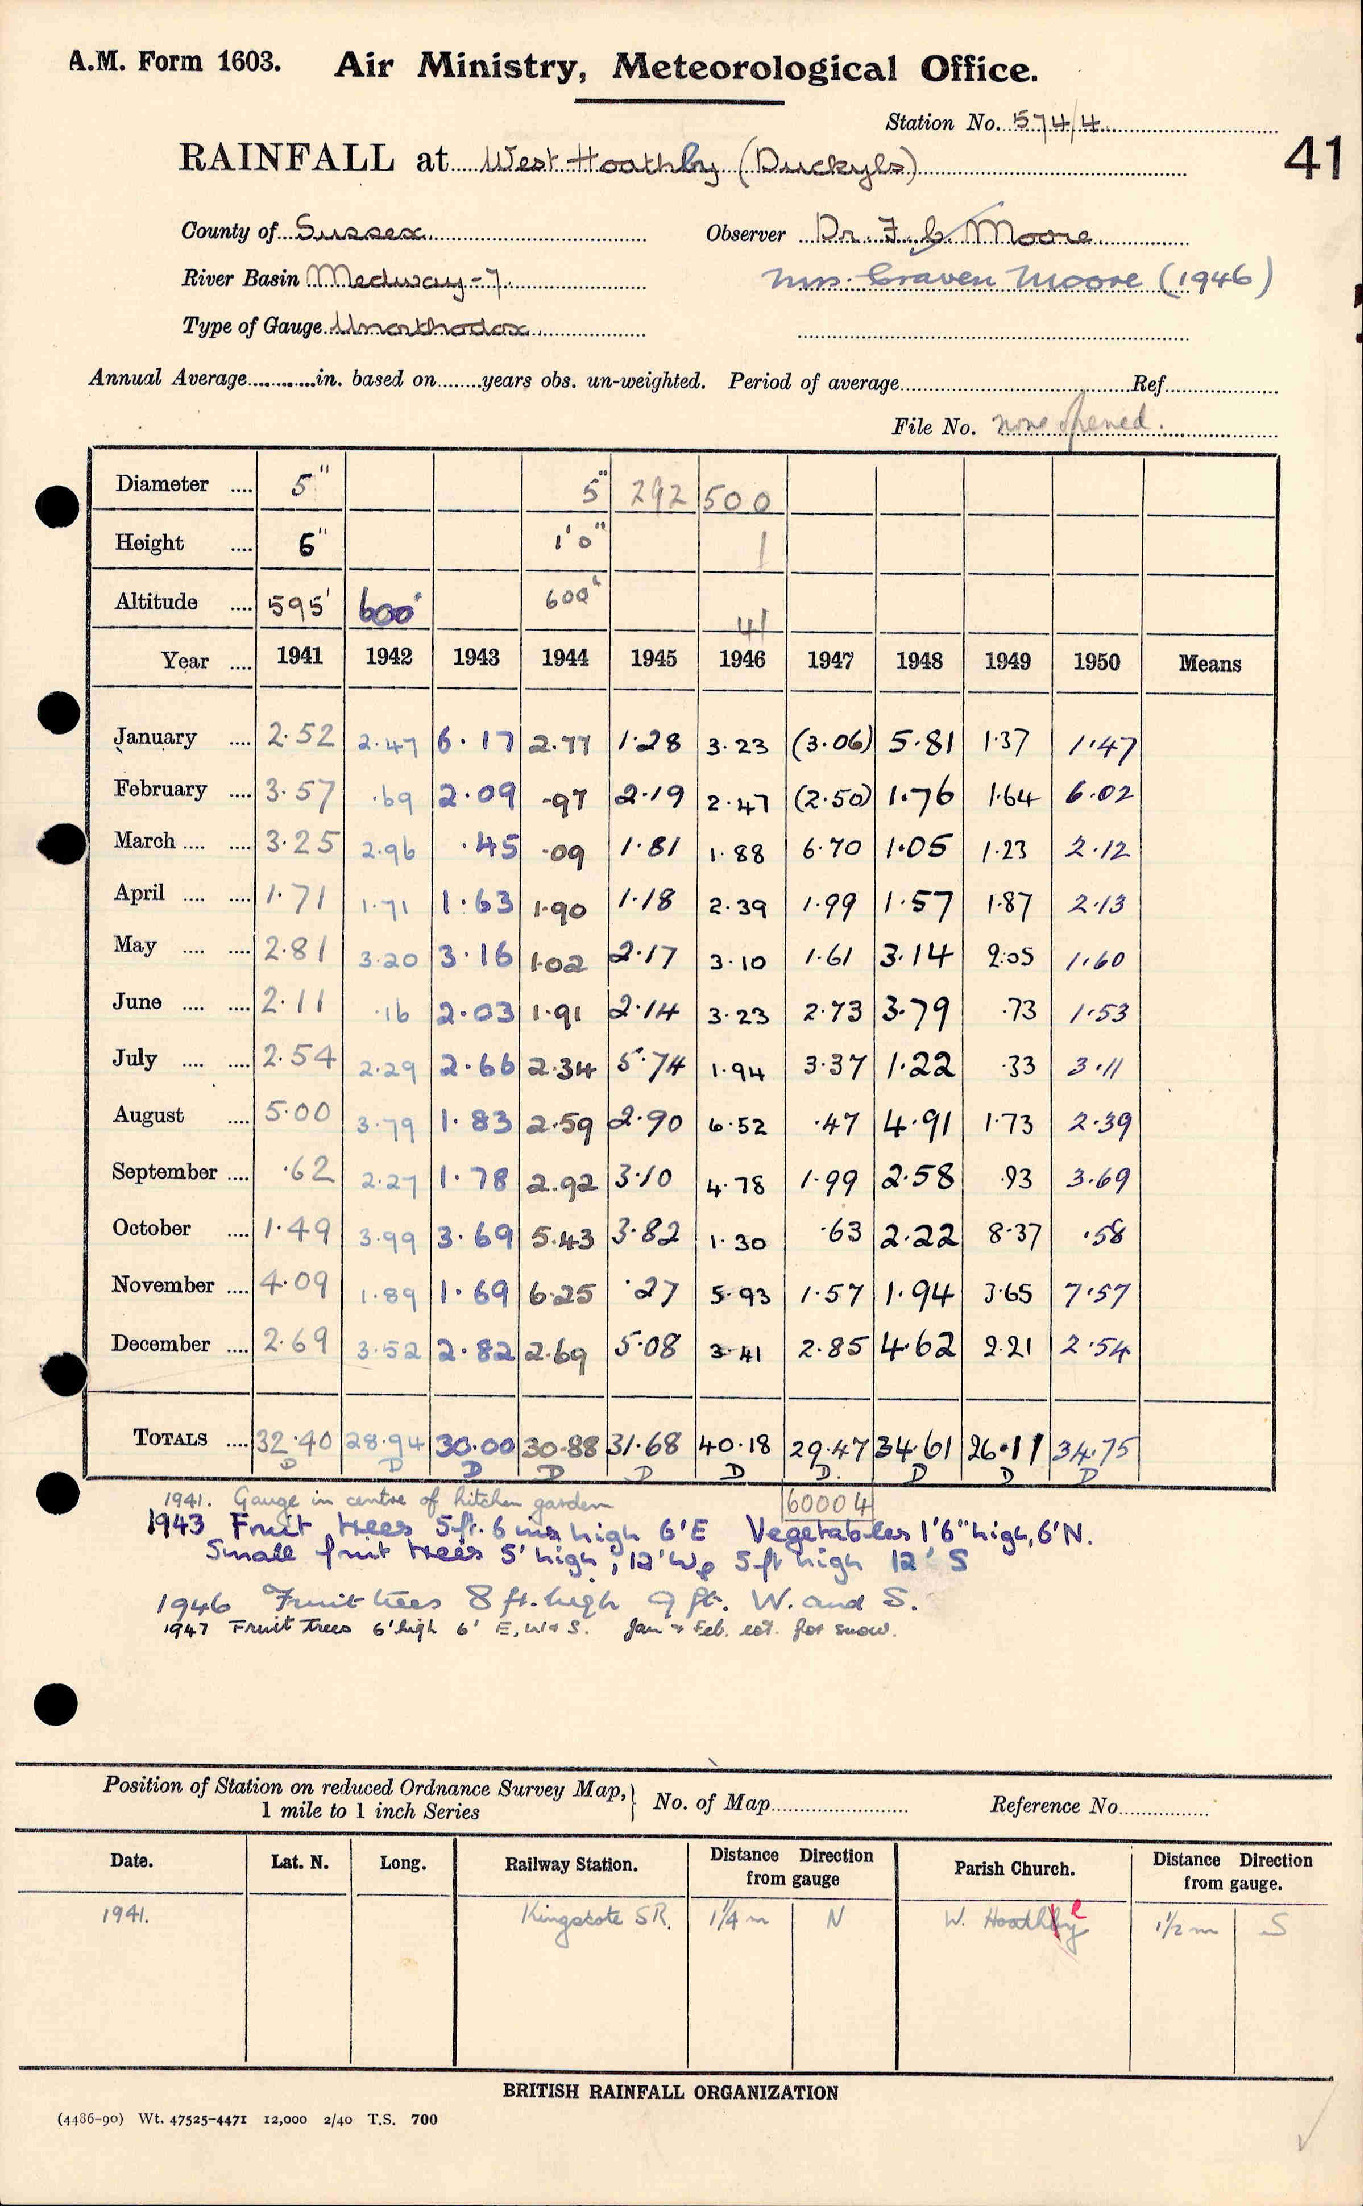 A.M. Form 1603. Air Ministry, Meteorological Office.
Station No. 574/4
41
RAINFALL at West Hoathly (Duckyls)
County of Sussex Observer Dr. F. C. Moore
River Basin Medway-7 Mrs. Craven Moore (1946)
Type of Gauge Unorthodox
Annual Average............in. based on........years obs. un-weighted. Period of average............Ref............
File No. none opened.
Diameter .... 5" 5" 292 500
Height .... 6" 1'0" 1
Altitude .... 595' 600' 600' 41
Year .... 1941 1942 1943 1944 1945 1946 1947 1948 1949 1950 Means
January .... 2.52 2.47 6.17 2.77 1.28 3.23 (3.06) 5.81 1.37 1.47
February .... 3.57 .69 2.09 .97 2.19 2.47 (2.50) 1.76 1.64 6.02
March .... .... 3.25 2.96 .45 .09 1.81 1.88 6.70 1.05 1.23 2.12
April .... .... 1.71 1.71 1.63 1.90 1.18 2.39 1.99 1.57 1.87 2.13
May .... .... 2.81 3.20 3.16 1.02 2.17 3.10 1.61 3.14 2.05 1.60
June .... .... 2.11 .16 2.03 1.91 2.14 3.23 2.73 3.79 .73 1.53
July .... .... 2.54 2.29 2.66 2.34 5.74 1.94 3.37 1.22 .33 3.11
August .... 5.00 3.79 1.83 2.59 2.90 6.52 .47 4.91 1.73 2.39
September .... .62 2.27 1.78 2.92 3.10 4.78 1.99 2.58 .93 3.69
October .... 1.49 3.99 3.69 5.43 3.82 1.30 .63 2.22 8.37 .58
November .... 4.09 1.89 1.69 6.25 .27 5.93 1.57 1.94 3.65 7.57
December .... 2.69 3.52 2.82 2.69 5.08 3.41 2.85 4.62 2.21 2.54
TOTALS .... 32.40 28.94 30.00 30.88 31.68 40.18 29.47 34.61 26.11 34.75
D D D D D D D. D D D
1941. Gauge in centre of kitchen garden 60004
1943 Fruit trees 5ft. 6 ins high 6'E Vegetables 1'6" high, 6'N.
Small fruit trees 5' high, 12'W, 5ft high 12' S
1946 Fruit trees 8 ft. high 9 ft. W. and S.
1947 Fruit Trees 6' high 6' E, W & S. Jan & Feb. est. for snow.
Position of Station on reduced Ordnance Survey Map, } No. of Map............ Reference No............
1 mile to 1 inch Series
Date. Lat. N. Long. Railway Station. Distance from gauge Direction Parish Church. Distance from gauge. Direction
1941. Kingscote SR. 1¼ m N W. Hoathly 1½ m S
BRITISH RAINFALL ORGANIZATION
(4486-90) Wt. 47525-4471 12,000 2/40 T.S. 700